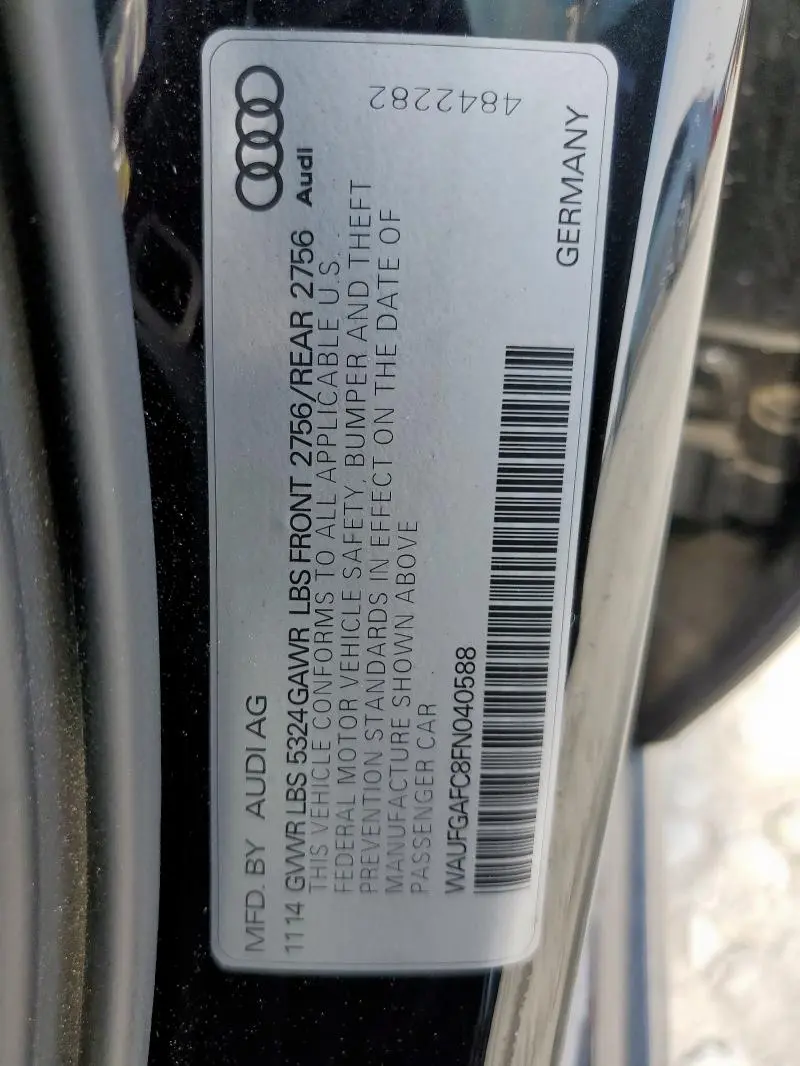 MFD. BY AUDI AG
1114 GVWR LBS 5324 GAWR LBS FRONT 2756/REAR 2756
Audi
THIS VEHICLE CONFORMS TO ALL APPLICABLE U.S.
FEDERAL MOTOR VEHICLE SAFETY, BUMPER AND THEFT
PREVENTION STANDARDS IN EFFECT ON THE DATE OF
MANUFACTURE SHOWN ABOVE
PASSENGER CAR
4842282
WAUFGAFC8FN040588
GERMANY